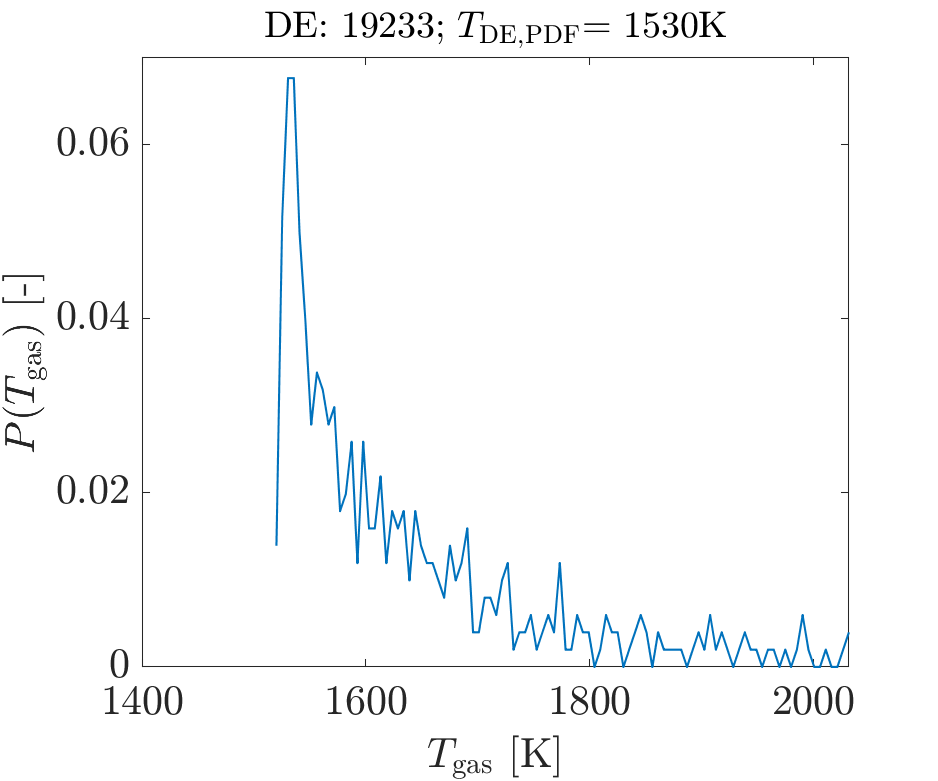 DE: 19233; T_DE,PDF= 1530K
P(T_gas) [-]
0.06
0.04
0.02
0
1400
1600
1800
2000
T_gas [K]